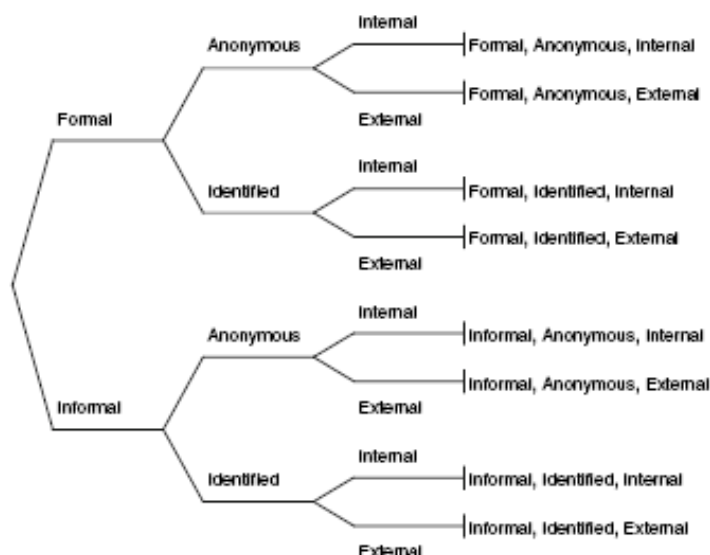 Internal
Anonymous
Formal, Anonymous, Internal
Formal, Anonymous, External
External
Formal
Internal
Identified
Formal, Identified, Internal
Formal, Identified, External
External
Internal
Anonymous
Informal, Anonymous, Internal
Informal, Anonymous, External
External
Informal
Internal
Identified
Informal, Identified, Internal
Informal, Identified, External
External